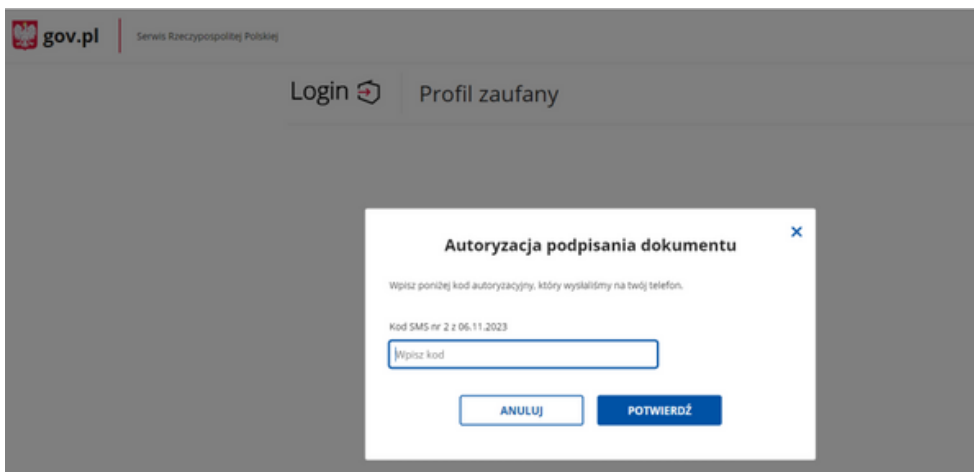 gov.pl
Serwis Rzeczypospolitej Polskiej
Login
Profil zaufany
Autoryzacja podpisania dokumentu
Wpisz poniżej kod autoryzacyjny, który wysłaliśmy na twój telefon.
Kod SMS nr 2 z 06.11.2023
Wpisz kod
ANULUJ
POTWIERDŹ